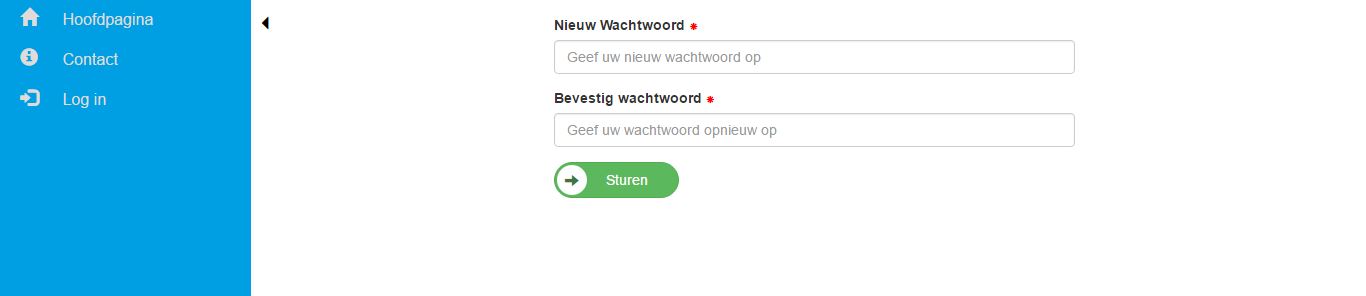 Hoofdpagina
Contact
Log in
Nieuw Wachtwoord *
Geef uw nieuw wachtwoord op
Bevestig wachtwoord *
Geef uw wachtwoord opnieuw op
Sturen